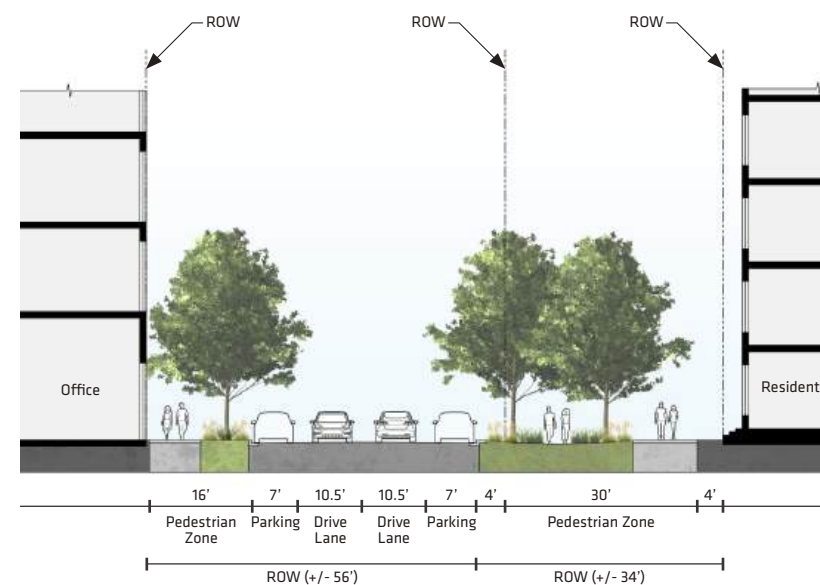 ROW
ROW
ROW
Office
Resident
16'
7'
10.5'
10.5'
7'
4'
30'
4'
Pedestrian
Zone
Parking
Drive
Lane
Drive
Lane
Parking
Pedestrian Zone
ROW (+/- 56')
ROW (+/- 34')